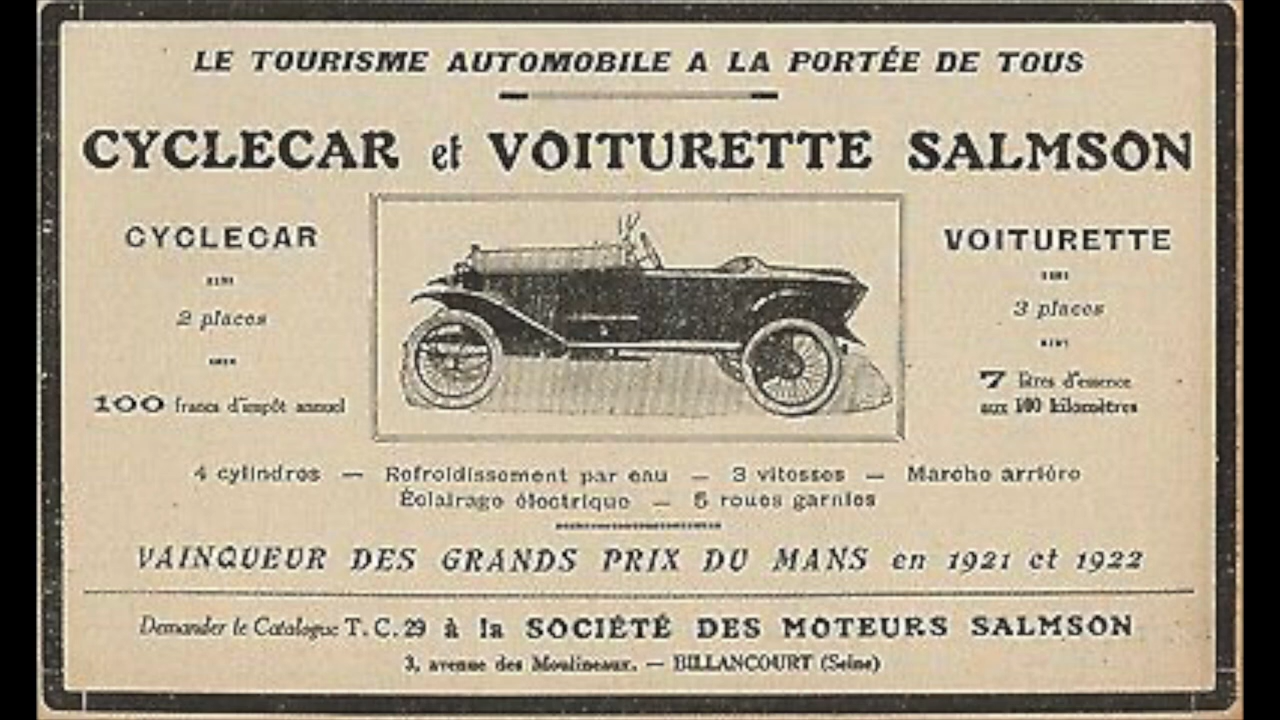 LE TOURISME AUTOMOBILE A LA PORTÉE DE TOUS
CYCLECAR et VOITURETTE SALMSON
CYCLECAR
2 places
100 francs d'impôt annuel
VOITURETTE
3 places
7 litres d'essence
aux 100 kilomètres
4 cylindres — Refroidissement par eau — 3 vitesses — Marche arrière
Éclairage électrique — 5 roues garnies
VAINQUEUR DES GRANDS PRIX DU MANS en 1921 et 1922
Demander le Catalogue T. C. 29 à la SOCIÉTÉ DES MOTEURS SALMSON
3, avenue des Moulineaux. — BILLANCOURT (Seine)